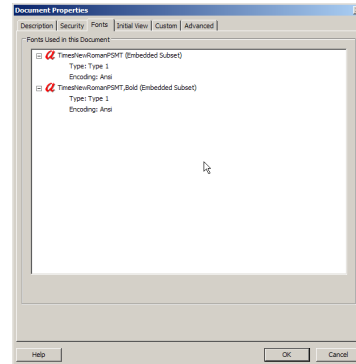 Document Properties
Description Security Fonts Initial View Custom Advanced
Fonts Used in this Document
TimesNewRomanPSMT (Embedded Subset)
Type: Type 1
Encoding: Ansi
TimesNewRomanPSMT,Bold (Embedded Subset)
Type: Type 1
Encoding: Ansi
Help OK Cancel